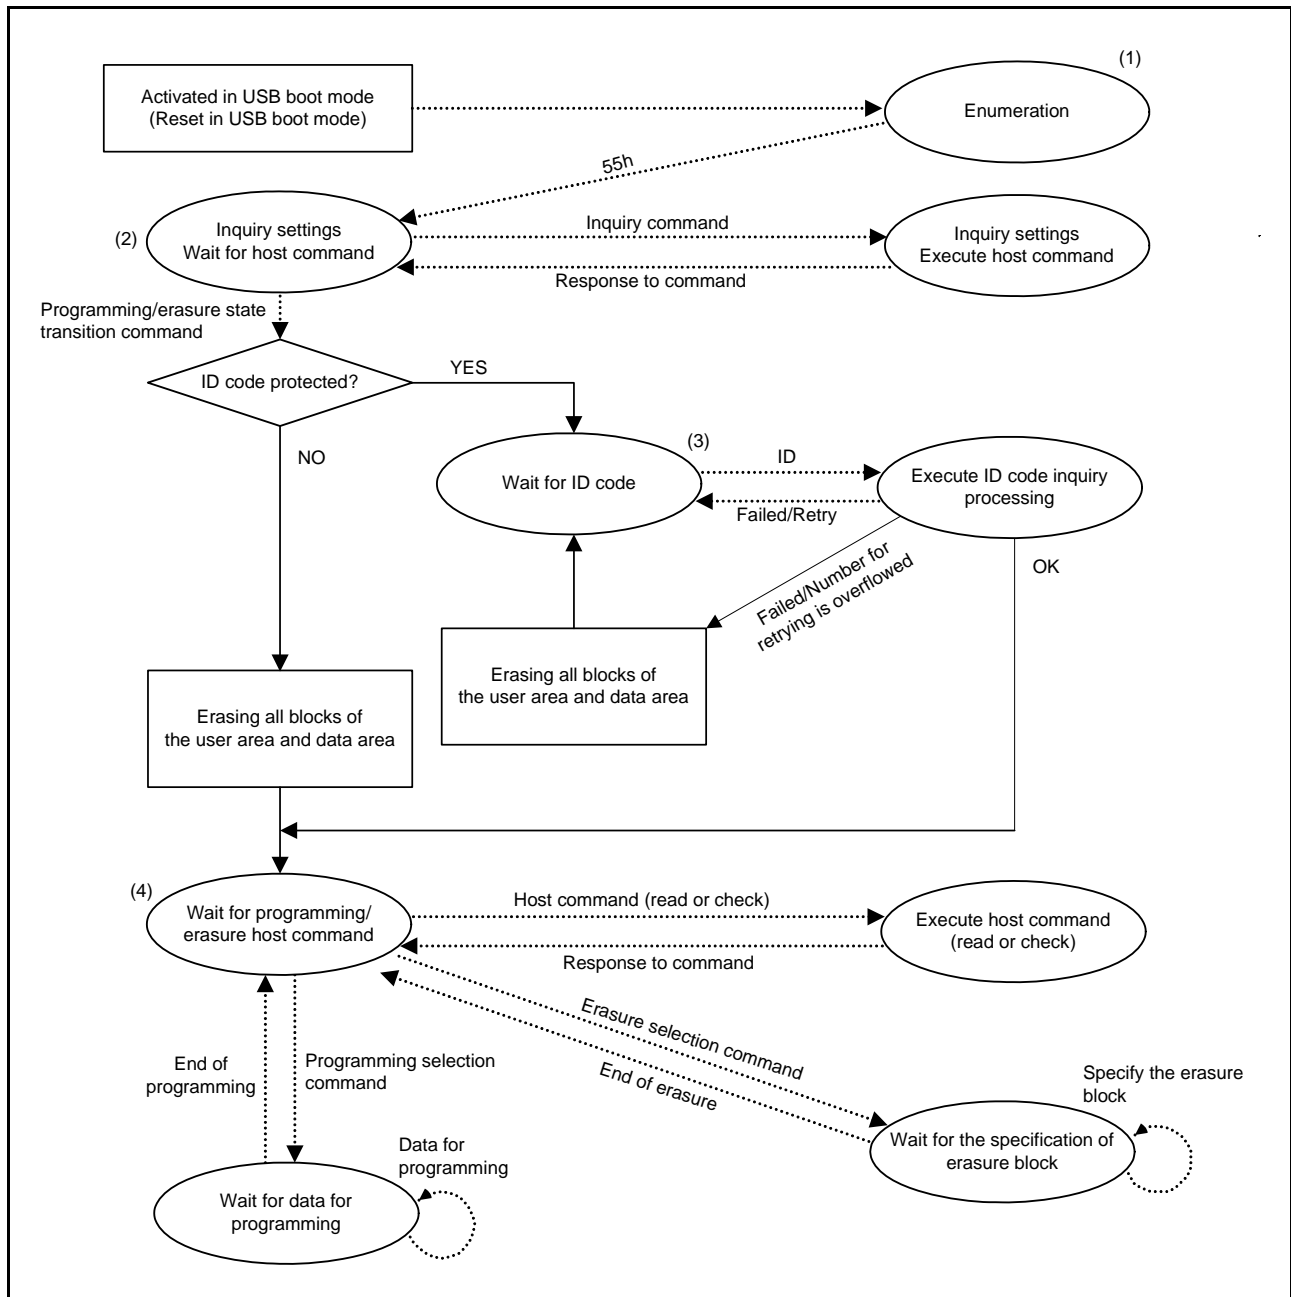 (1)
Activated in USB boot mode
(Reset in USB boot mode)
Enumeration
55h
(2)
Inquiry settings
Wait for host command
Inquiry command
Response to command
Inquiry settings
Execute host command
Programming/erasure state
transition command
ID code protected?
YES
NO
(3)
Wait for ID code
ID
Failed/Retry
Execute ID code inquiry
processing
OK
Failed/Number for
retrying is overflowed
Erasing all blocks of
the user area and data area
Erasing all blocks of
the user area and data area
(4)
Wait for programming/
erasure host command
Host command (read or check)
Response to command
Execute host command
(read or check)
Erasure selection command
End of erasure
End of
programming
Programming selection
command
Specify the erasure
block
Wait for the specification of
erasure block
Data for
programming
Wait for data for
programming